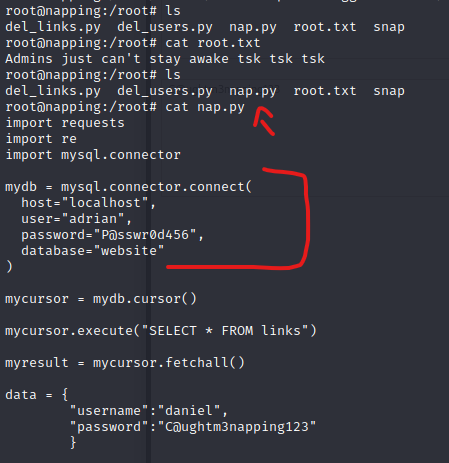 root@napping:/root# ls
del_links.py  del_users.py  nap.py  root.txt  snap
root@napping:/root# cat root.txt
Admins just can't stay awake tsk tsk tsk
root@napping:/root# ls
del_links.py  del_users.py  nap.py  root.txt  snap
root@napping:/root# cat nap.py
import requests
import re
import mysql.connector
mydb = mysql.connector.connect(
  host="localhost",
  user="adrian",
  password="P@sswr0d456",
  database="website"
)
mycursor = mydb.cursor()
mycursor.execute("SELECT * FROM links")
myresult = mycursor.fetchall()
data = {
        "username":"daniel",
        "password":"C@ughtm3napping123"
        }